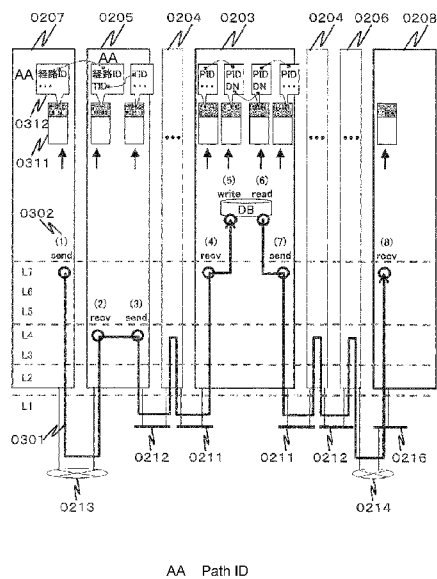 0207 0205 0204 0203 0204 0206 0208
AA
AA
経路ID
...
経路ID
TID
TID
...
PID
...
PID
DN
PID
DN
PID
...
0312
0311
...
...
(5) (6)
write read
DB
0302
(1)
send
(4)
recv
(7)
send
(8)
recv
L7
L6
L5
(2)
recv
(3)
send
L4
L3
L2
L1
0301
0212 0211 0211 0212 0216
0213 0214
AA Path ID